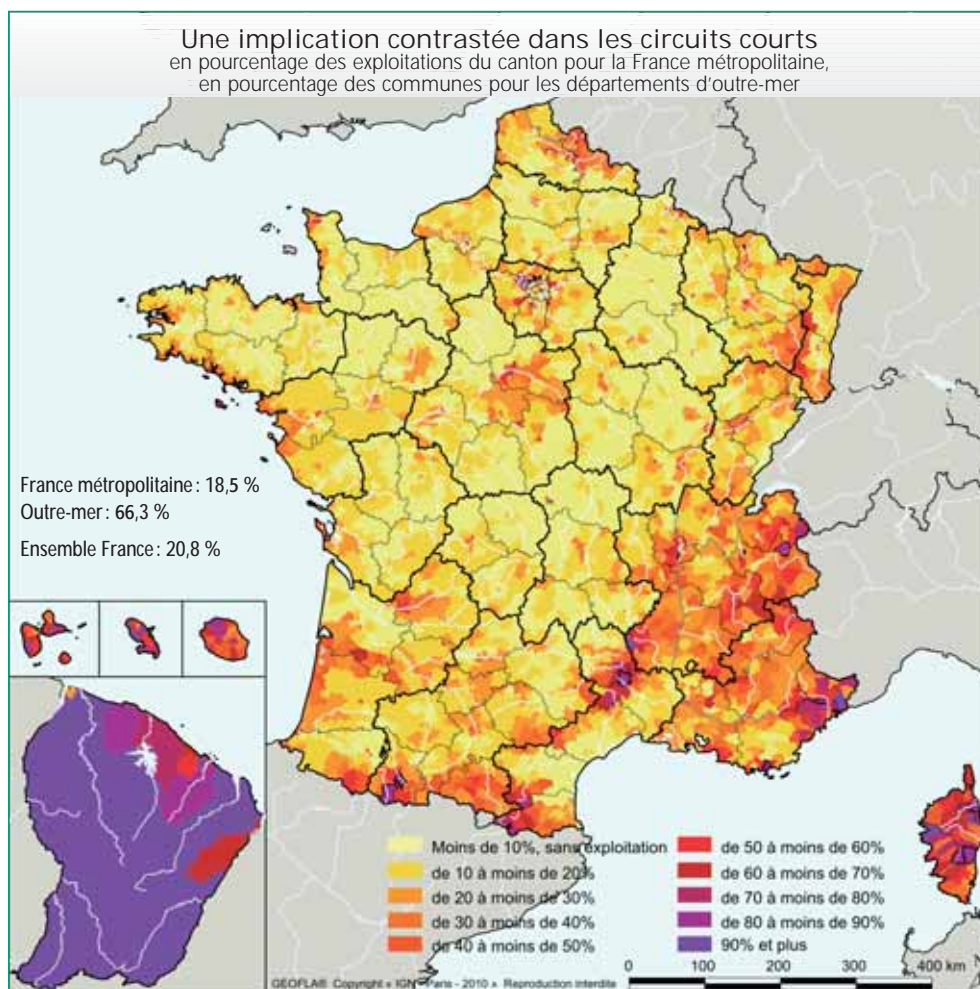 Une implication contrastée dans les circuits courts
en pourcentage des exploitations du canton pour la France métropolitaine,
en pourcentage des communes pour les départements d'outre-mer
France métropolitaine : 18,5 %
Outre-mer : 66,3 %
Ensemble France : 20,8 %
Moins de 10%, sans exploitation
de 10 à moins de 20%
de 20 à moins de 30%
de 30 à moins de 40%
de 40 à moins de 50%
de 50 à moins de 60%
de 60 à moins de 70%
de 70 à moins de 80%
de 80 à moins de 90%
90% et plus
0 100 200 300 400 km
N
GEOFLA® Copyright « IGN - Paris - 2010 » Reproduction interdite